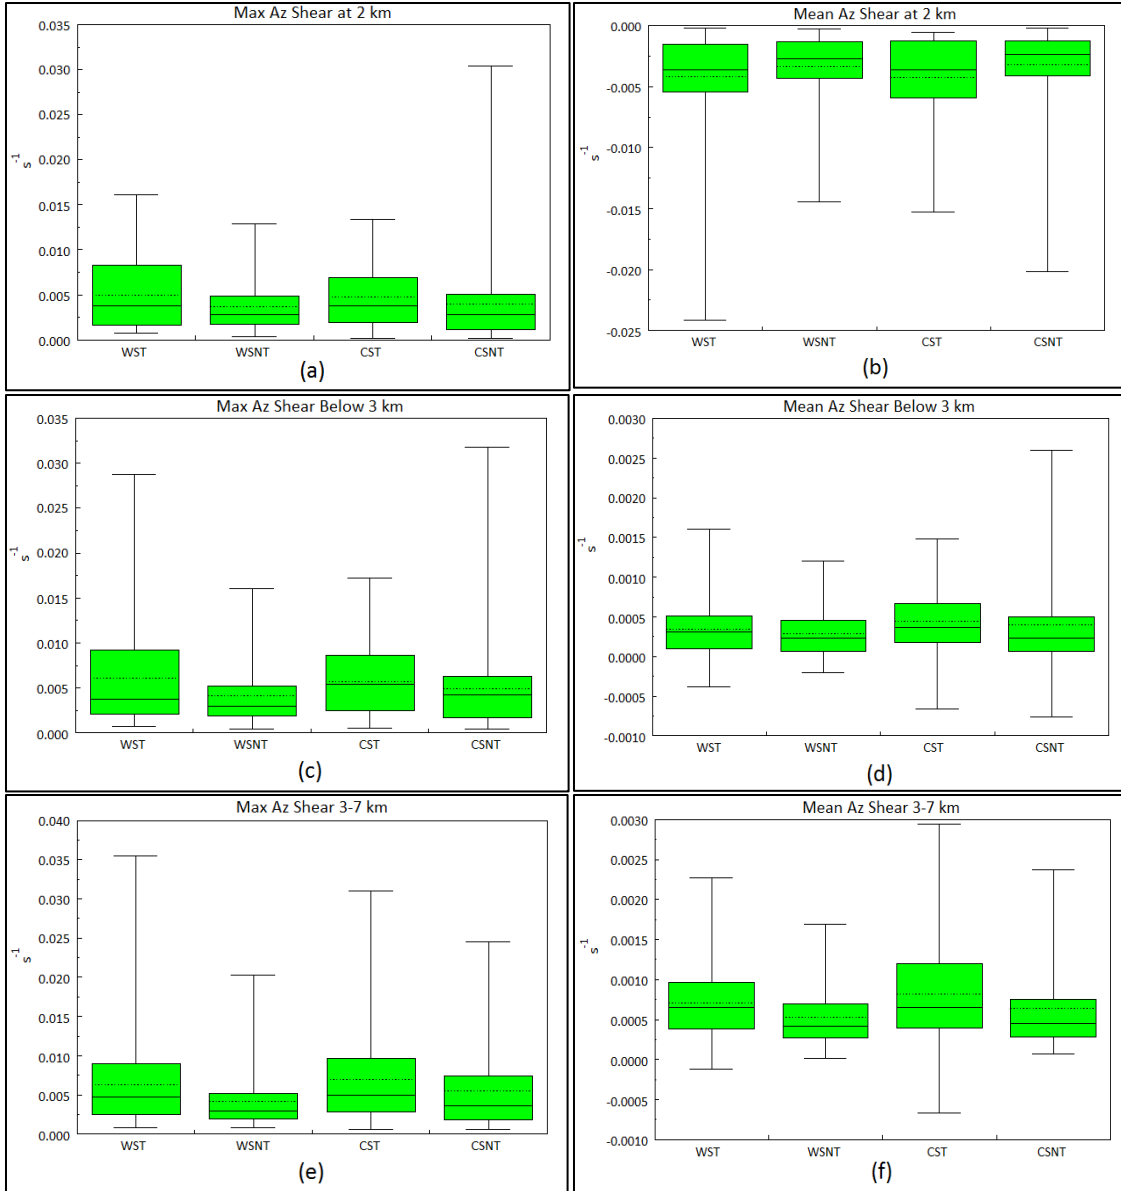 Max Az Shear at 2 km
0.035
0.030
0.025
0.020
0.015
0.010
0.005
0.000
s⁻¹
WST WSNT CST CSNT
(a)
Mean Az Shear at 2 km
0.000
-0.005
-0.010
-0.015
-0.020
-0.025
s⁻¹
WST WSNT CST CSNT
(b)
Max Az Shear Below 3 km
0.035
0.030
0.025
0.020
0.015
0.010
0.005
0.000
s⁻¹
WST WSNT CST CSNT
(c)
Mean Az Shear Below 3 km
0.0030
0.0025
0.0020
0.0015
0.0010
0.0005
0.0000
-0.0005
-0.0010
s⁻¹
WST WSNT CST CSNT
(d)
Max Az Shear 3-7 km
0.040
0.035
0.030
0.025
0.020
0.015
0.010
0.005
0.000
s⁻¹
WST WSNT CST CSNT
(e)
Mean Az Shear 3-7 km
0.0030
0.0025
0.0020
0.0015
0.0010
0.0005
0.0000
-0.0005
-0.0010
s⁻¹
WST WSNT CST CSNT
(f)